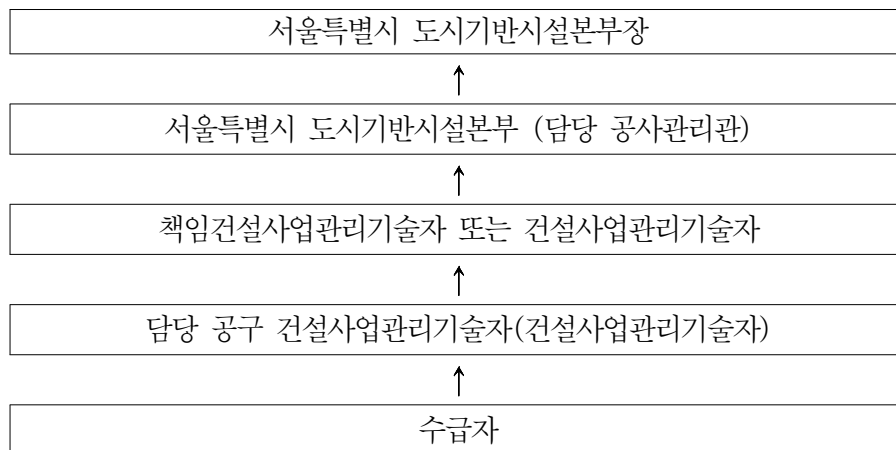 서울특별시 도시기반시설본부장
↑
서울특별시 도시기반시설본부 (담당 공사관리관)
↑
책임건설사업관리기술자 또는 건설사업관리기술자
↑
담당 공구 건설사업관리기술자(건설사업관리기술자)
↑
수급자